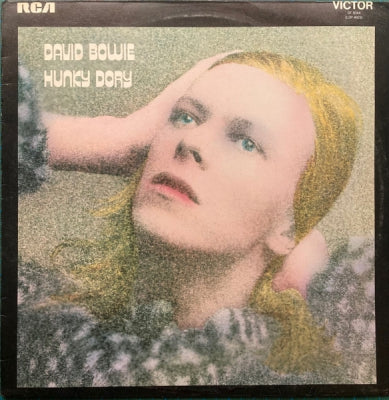 RCA
VICTOR
DAVID BOWIE
HUNKY DORY